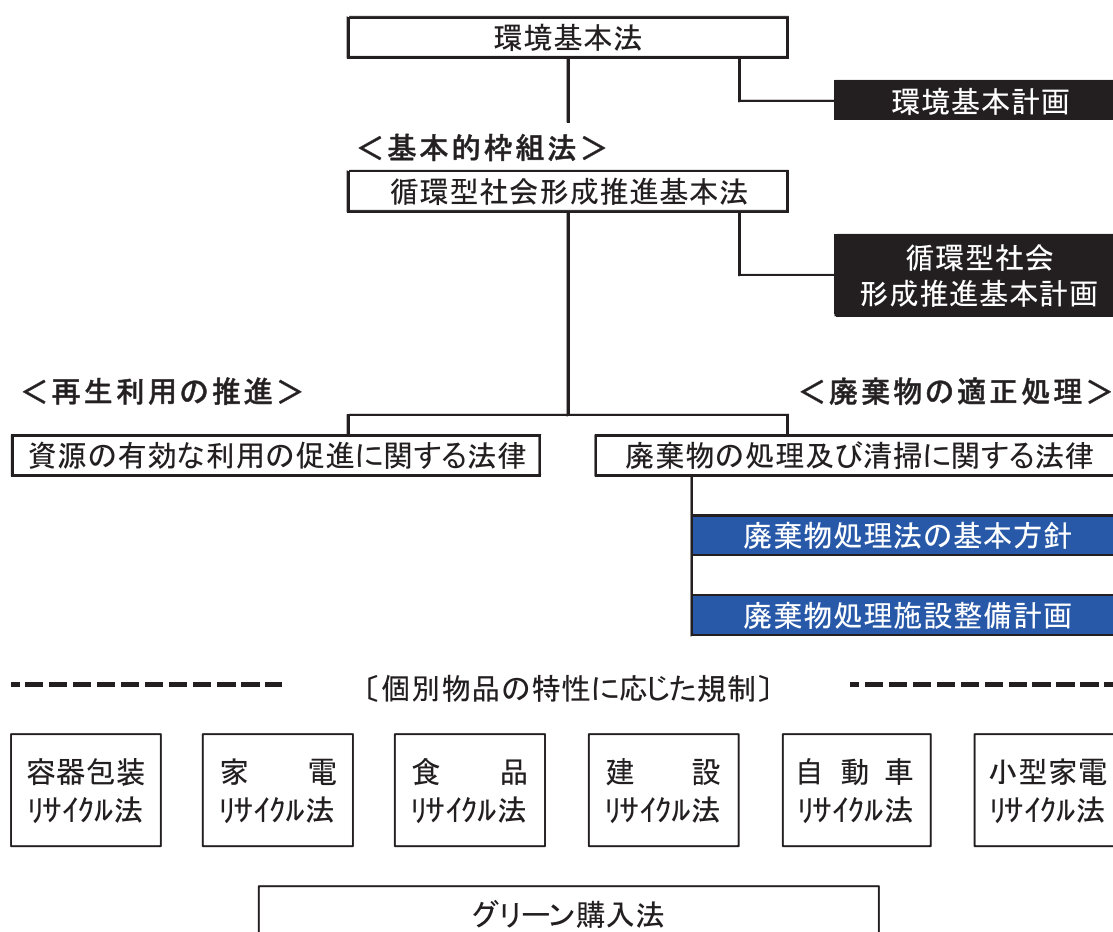 環境基本法
環境基本計画
＜基本的枠組法＞
循環型社会形成推進基本法
循環型社会
形成推進基本計画
＜再生利用の推進＞
＜廃棄物の適正処理＞
資源の有効な利用の促進に関する法律
廃棄物の処理及び清掃に関する法律
廃棄物処理法の基本方針
廃棄物処理施設整備計画
〔個別物品の特性に応じた規制〕
容器包装
リサイクル法
家電
リサイクル法
食品
リサイクル法
建設
リサイクル法
自動車
リサイクル法
小型家電
リサイクル法
グリーン購入法